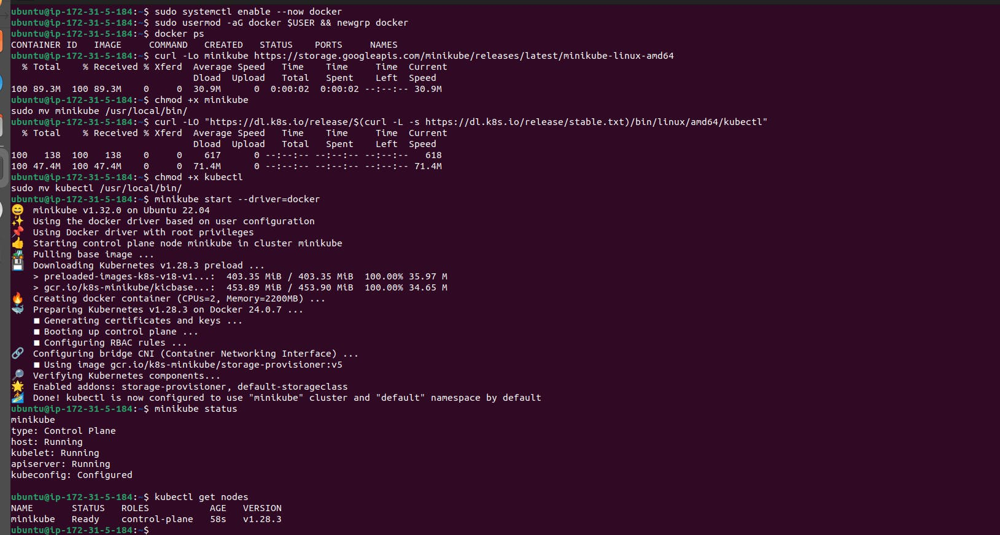 ubuntu@ip-172-31-5-184:~$ sudo systemctl enable --now docker
ubuntu@ip-172-31-5-184:~$ sudo usermod -aG docker $USER && newgrp docker
ubuntu@ip-172-31-5-184:~$ docker ps
CONTAINER ID   IMAGE     COMMAND   CREATED   STATUS    PORTS     NAMES
ubuntu@ip-172-31-5-184:~$ curl -Lo minikube https://storage.googleapis.com/minikube/releases/latest/minikube-linux-amd64
  % Total    % Received % Xferd  Average Speed   Time    Time     Time  Current
                                 Dload  Upload   Total   Spent    Left  Speed
100 89.3M  100 89.3M    0     0  30.9M      0  0:00:02  0:00:02 --:--:-- 30.9M
ubuntu@ip-172-31-5-184:~$ chmod +x minikube
sudo mv minikube /usr/local/bin/
ubuntu@ip-172-31-5-184:~$ curl -LO "https://dl.k8s.io/release/$(curl -L -s https://dl.k8s.io/release/stable.txt)/bin/linux/amd64/kubectl"
  % Total    % Received % Xferd  Average Speed   Time    Time     Time  Current
                                 Dload  Upload   Total   Spent    Left  Speed
100   138  100   138    0     0    617      0 --:--:-- --:--:-- --:--:--   618
100 47.4M  100 47.4M    0     0  71.4M      0 --:--:-- --:--:-- --:--:-- 71.4M
ubuntu@ip-172-31-5-184:~$ chmod +x kubectl
sudo mv kubectl /usr/local/bin/
ubuntu@ip-172-31-5-184:~$ minikube start --driver=docker
😄  minikube v1.32.0 on Ubuntu 22.04
✨  Using the docker driver based on user configuration
📌  Using Docker driver with root privileges
👍  Starting control plane node minikube in cluster minikube
🚜  Pulling base image ...
💾  Downloading Kubernetes v1.28.3 preload ...
    > preloaded-images-k8s-v18-v1...:  403.35 MiB / 403.35 MiB  100.00% 35.97 M
    > gcr.io/k8s-minikube/kicbase...:  453.89 MiB / 453.90 MiB  100.00% 34.65 M
🔥  Creating docker container (CPUs=2, Memory=2200MB) ...
🐳  Preparing Kubernetes v1.28.3 on Docker 24.0.7 ...
    ■ Generating certificates and keys ...
    ■ Booting up control plane ...
    ■ Configuring RBAC rules ...
🔗  Configuring bridge CNI (Container Networking Interface) ...
    ■ Using image gcr.io/k8s-minikube/storage-provisioner:v5
🔎  Verifying Kubernetes components...
🌟  Enabled addons: storage-provisioner, default-storageclass
🏄  Done! kubectl is now configured to use "minikube" cluster and "default" namespace by default
ubuntu@ip-172-31-5-184:~$ minikube status
minikube
type: Control Plane
host: Running
kubelet: Running
apiserver: Running
kubeconfig: Configured
ubuntu@ip-172-31-5-184:~$ kubectl get nodes
NAME       STATUS   ROLES           AGE   VERSION
minikube   Ready    control-plane   58s   v1.28.3
ubuntu@ip-172-31-5-184:~$